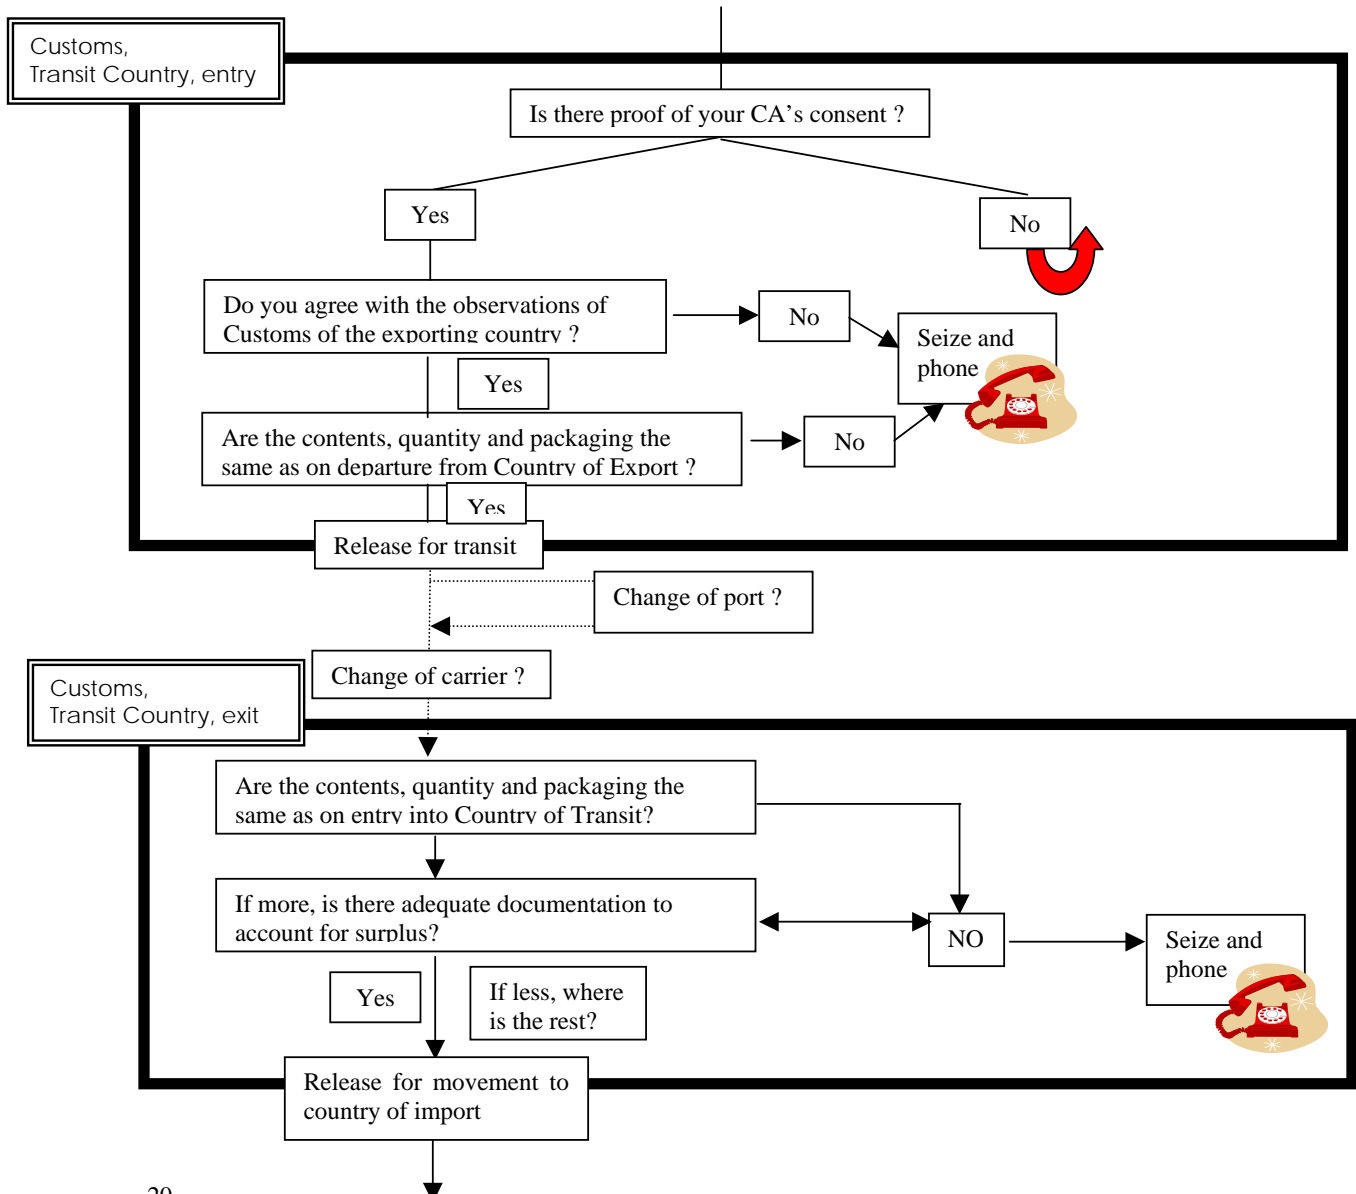 Customs,
Transit Country, entry
Is there proof of your CA's consent ?
Yes
No
Do you agree with the observations of
Customs of the exporting country ?
No
Seize and
phone
Yes
Are the contents, quantity and packaging the
same as on departure from Country of Export ?
No
Yes
Release for transit
Change of port ?
Change of carrier ?
Customs,
Transit Country, exit
Are the contents, quantity and packaging the
same as on entry into Country of Transit?
If more, is there adequate documentation to
account for surplus?
NO
Seize and
phone
Yes
If less, where
is the rest?
Release for movement to
country of import
20